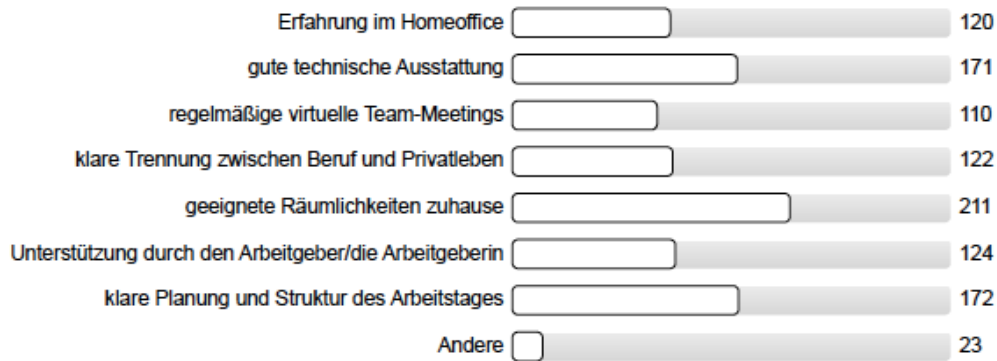 Erfahrung im Homeoffice 120
gute technische Ausstattung 171
regelmäßige virtuelle Team-Meetings 110
klare Trennung zwischen Beruf und Privatleben 122
geeignete Räumlichkeiten zuhause 211
Unterstützung durch den Arbeitgeber/die Arbeitgeberin 124
klare Planung und Struktur des Arbeitstages 172
Andere 23